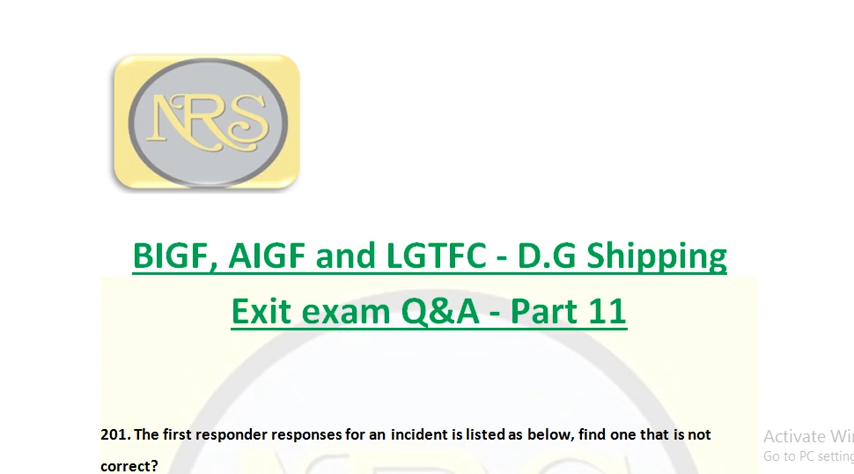 NRS
BIGF, AIGF and LGTFC - D.G Shipping
Exit exam Q&A - Part 11
201. The first responder responses for an incident is listed as below, find one that is not
correct?
Activate Wi
Go to PC setting